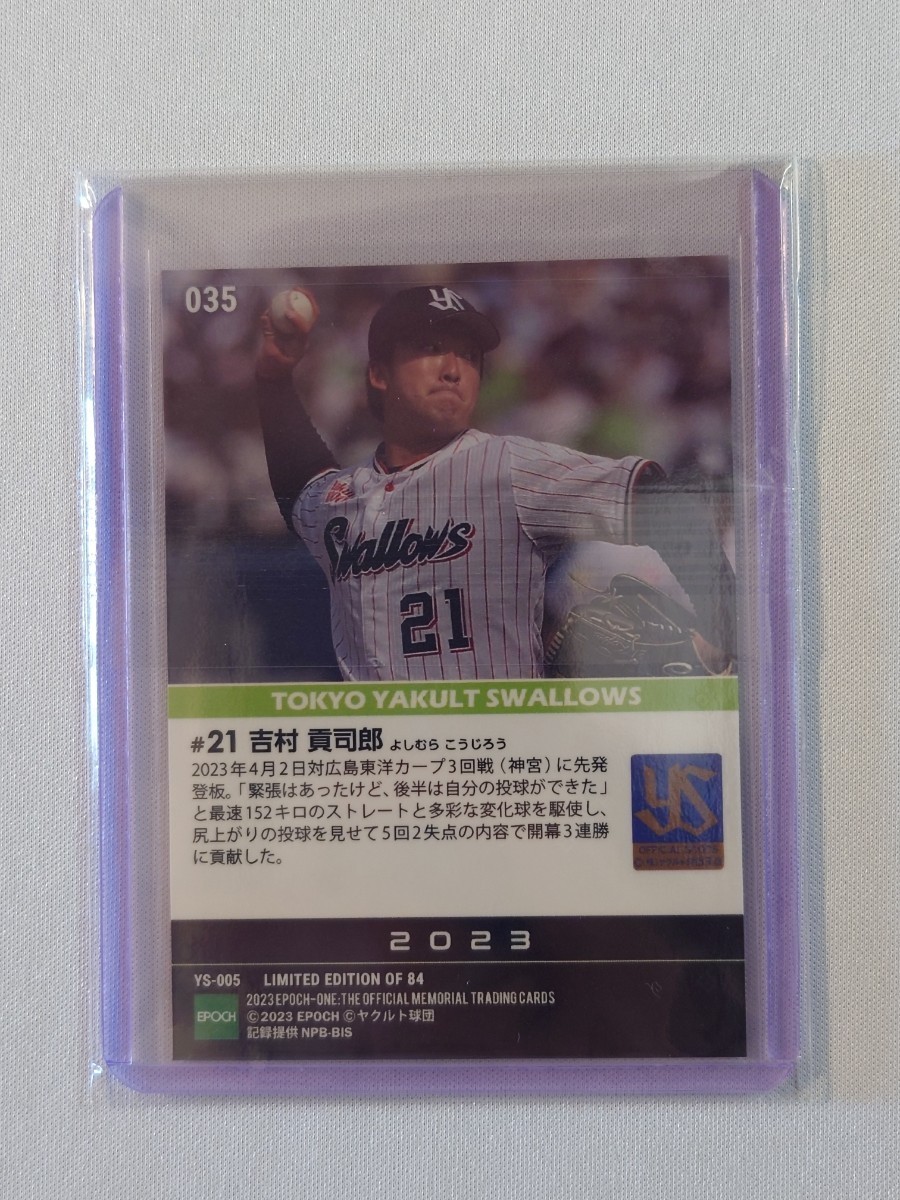 035
YS
Swallows
21
TOKYO YAKULT SWALLOWS
#21 吉村 貢司郎 よしむら こうじろう
2023年4月2日対広島東洋カープ3回戦（神宮）に先発
登板。「緊張はあったけど、後半は自分の投球ができた」
と最速152キロのストレートと多彩な変化球を駆使し、
尻上がりの投球を見せて5回2失点の内容で開幕3連勝
に貢献した。
YS
2023
YS-005 LIMITED EDITION OF 84
EPOCH
2023 EPOCH-ONE:THE OFFICIAL MEMORIAL TRADING CARDS
©2023 EPOCH ©ヤクルト球団
記録提供 NPB-BIS